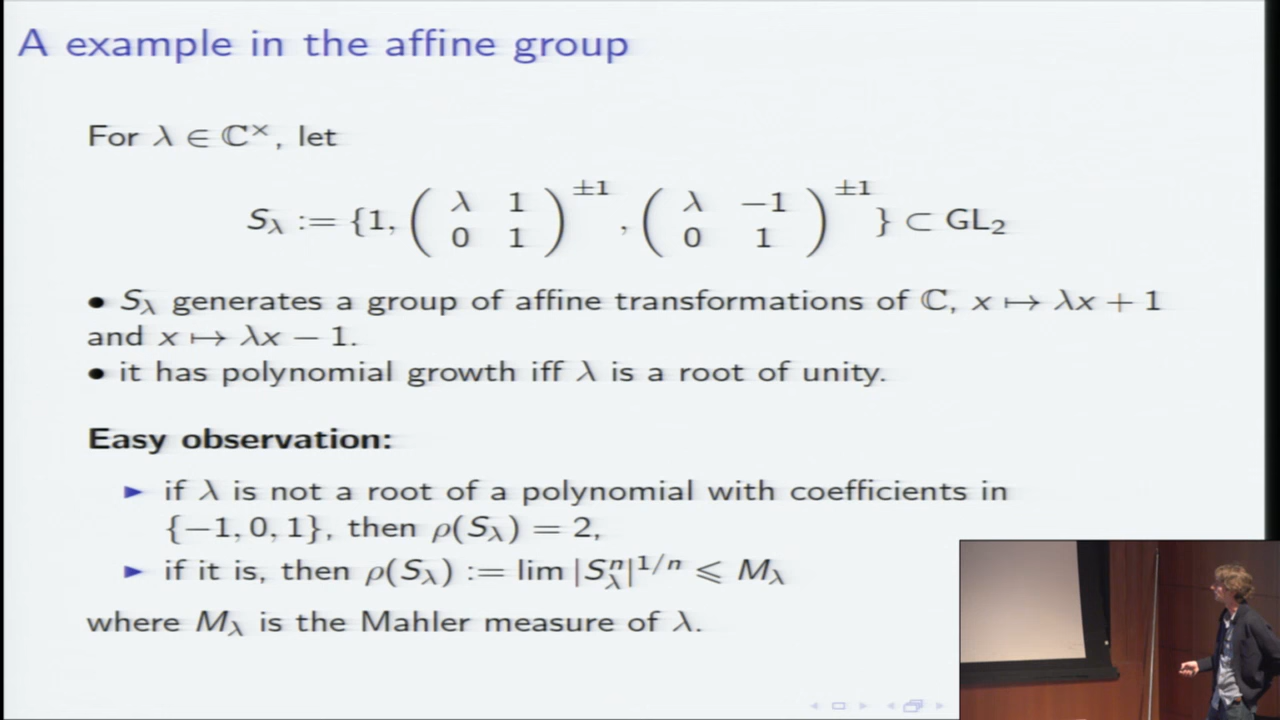 A example in the affine group
For λ ∈ ℂ×, let
S_λ := {1, ( λ 1 ; 0 1 )^{±1}, ( λ −1 ; 0 1 )^{±1} } ⊂ GL₂
• S_λ generates a group of affine transformations of ℂ, x ↦ λx + 1
and x ↦ λx − 1.
• it has polynomial growth iff λ is a root of unity.
Easy observation:
► if λ is not a root of a polynomial with coefficients in
{−1, 0, 1}, then ρ(S_λ) = 2,
► if it is, then ρ(S_λ) := lim |S_λ^n|^{1/n} ⩽ M_λ
where M_λ is the Mahler measure of λ.